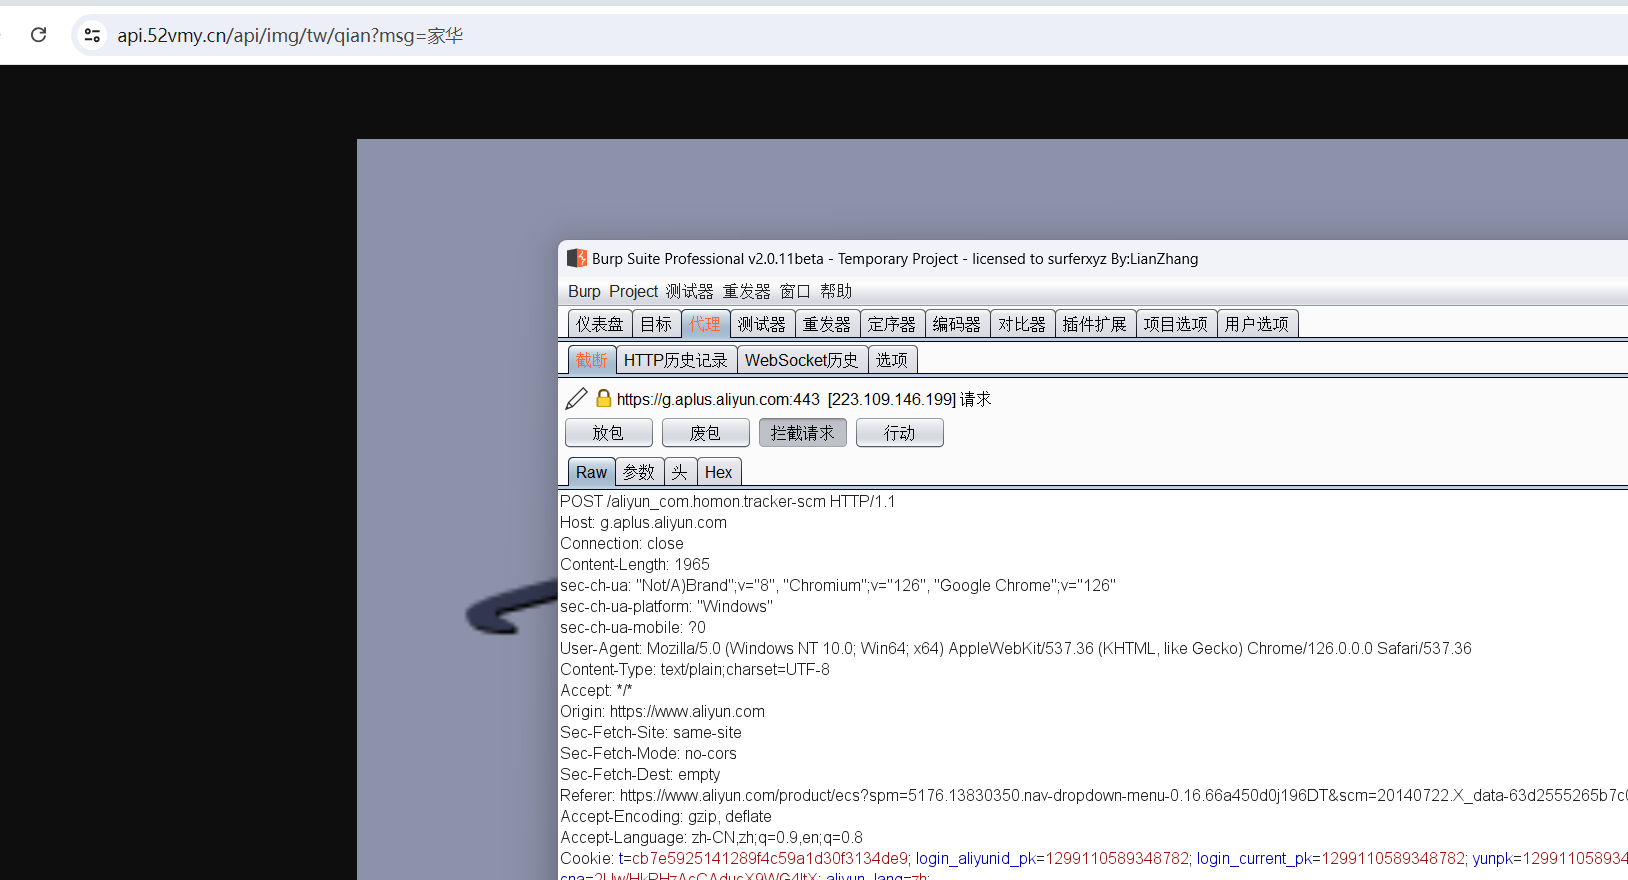 api.52vmy.cn/api/img/tw/qian?msg=家华
Burp Suite Professional v2.0.11beta - Temporary Project - licensed to surferxyz By:LianZhang
Burp Project 测试器 重发器 窗口 帮助
仪表盘 目标 代理 测试器 重发器 定序器 编码器 对比器 插件扩展 项目选项 用户选项
截断 HTTP历史记录 WebSocket历史 选项
https://g.aplus.aliyun.com:443 [223.109.146.199] 请求
放包 废包 拦截请求 行动
Raw 参数 头 Hex
POST /aliyun_com.homon.tracker-scm HTTP/1.1
Host: g.aplus.aliyun.com
Connection: close
Content-Length: 1965
sec-ch-ua: "Not/A)Brand";v="8", "Chromium";v="126", "Google Chrome";v="126"
sec-ch-ua-platform: "Windows"
sec-ch-ua-mobile: ?0
User-Agent: Mozilla/5.0 (Windows NT 10.0; Win64; x64) AppleWebKit/537.36 (KHTML, like Gecko) Chrome/126.0.0.0 Safari/537.36
Content-Type: text/plain;charset=UTF-8
Accept: */*
Origin: https://www.aliyun.com
Sec-Fetch-Site: same-site
Sec-Fetch-Mode: no-cors
Sec-Fetch-Dest: empty
Referer: https://www.aliyun.com/product/ecs?spm=5176.13830350.nav-dropdown-menu-0.16.66a450d0j196DT&scm=20140722.X_data-63d2555265b7c
Accept-Encoding: gzip, deflate
Accept-Language: zh-CN,zh;q=0.9,en;q=0.8
Cookie: t=cb7e5925141289f4c59a1d30f3134de9; login_aliyunid_pk=1299110589348782; login_current_pk=1299110589348782; yunpk=129911058934
aliyun_lang=zh;